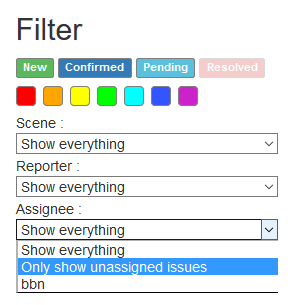 Filter
New Confirmed Pending Resolved
Scene :
Show everything
Reporter :
Show everything
Assignee :
Show everything
Show everything
Only show unassigned issues
bbn